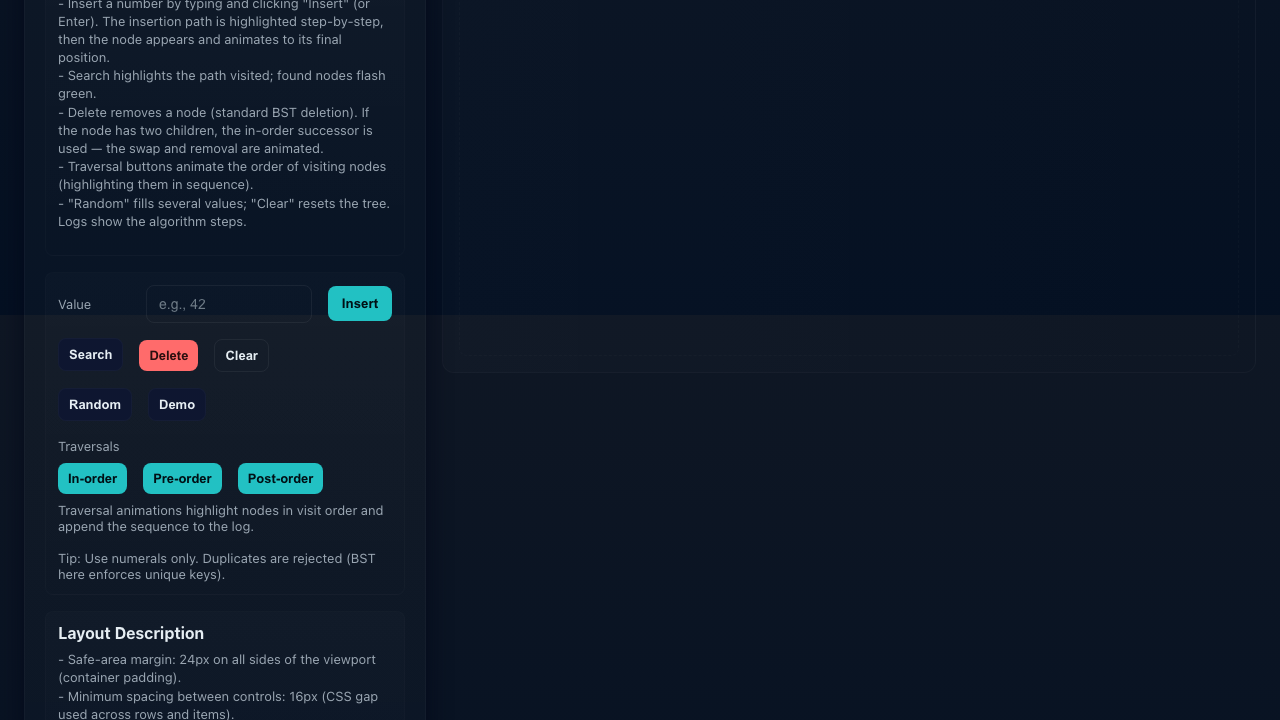 - Insert a number by typing and clicking "Insert" (or
Enter). The insertion path is highlighted step-by-step,
then the node appears and animates to its final
position.
- Search highlights the path visited; found nodes flash
green.
- Delete removes a node (standard BST deletion). If
the node has two children, the in-order successor is
used — the swap and removal are animated.
- Traversal buttons animate the order of visiting nodes
(highlighting them in sequence).
- "Random" fills several values; "Clear" resets the tree.
Logs show the algorithm steps.
Value
e.g., 42
Insert
Search
Delete
Clear
Random
Demo
Traversals
In-order
Pre-order
Post-order
Traversal animations highlight nodes in visit order and
append the sequence to the log.
Tip: Use numerals only. Duplicates are rejected (BST
here enforces unique keys).
Layout Description
- Safe-area margin: 24px on all sides of the viewport
(container padding).
- Minimum spacing between controls: 16px (CSS gap
used across rows and items).